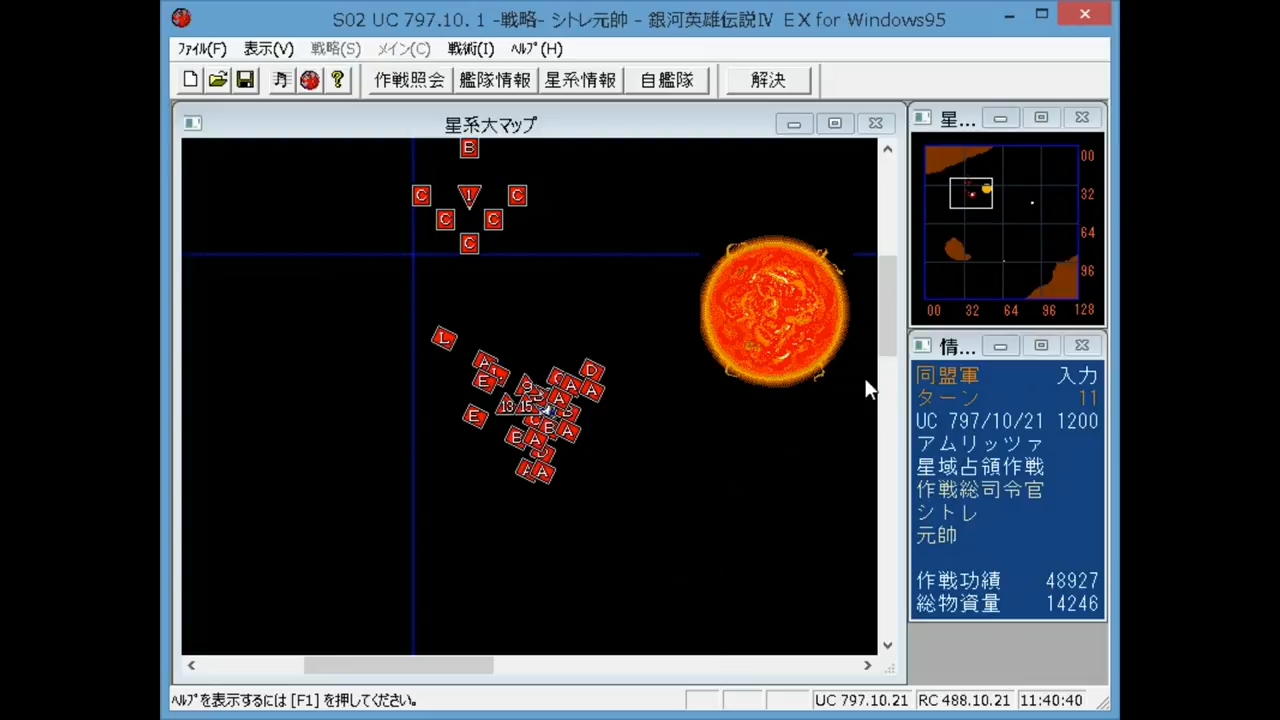 S02 UC 797.10. 1 -戦略- シトレ元帥 - 銀河英雄伝説Ⅳ EX for Windows95
ﾌｧｲﾙ(F) 表示(V) 戦略(S) メイン(C) 戦術(I) ﾍﾙﾌﾟ(H)
作戦照会 艦隊情報 星系情報 自艦隊 解決
星系大マップ
B
C 1 C
C C
C
L
A
E
E
D
A A
A
13 15
B
B A
B A
A
星...
00
32
64
96
00 32 64 96 128
情...
同盟軍 入力
ターン 11
UC 797/10/21 1200
アムリッツァ
星域占領作戦
作戦総司令官
シトレ
元帥
作戦功績 48927
総物資量 14246
ﾍﾙﾌﾟを表示するには [F1] を押してください。
UC 797.10.21 RC 488.10.21 11:40:40